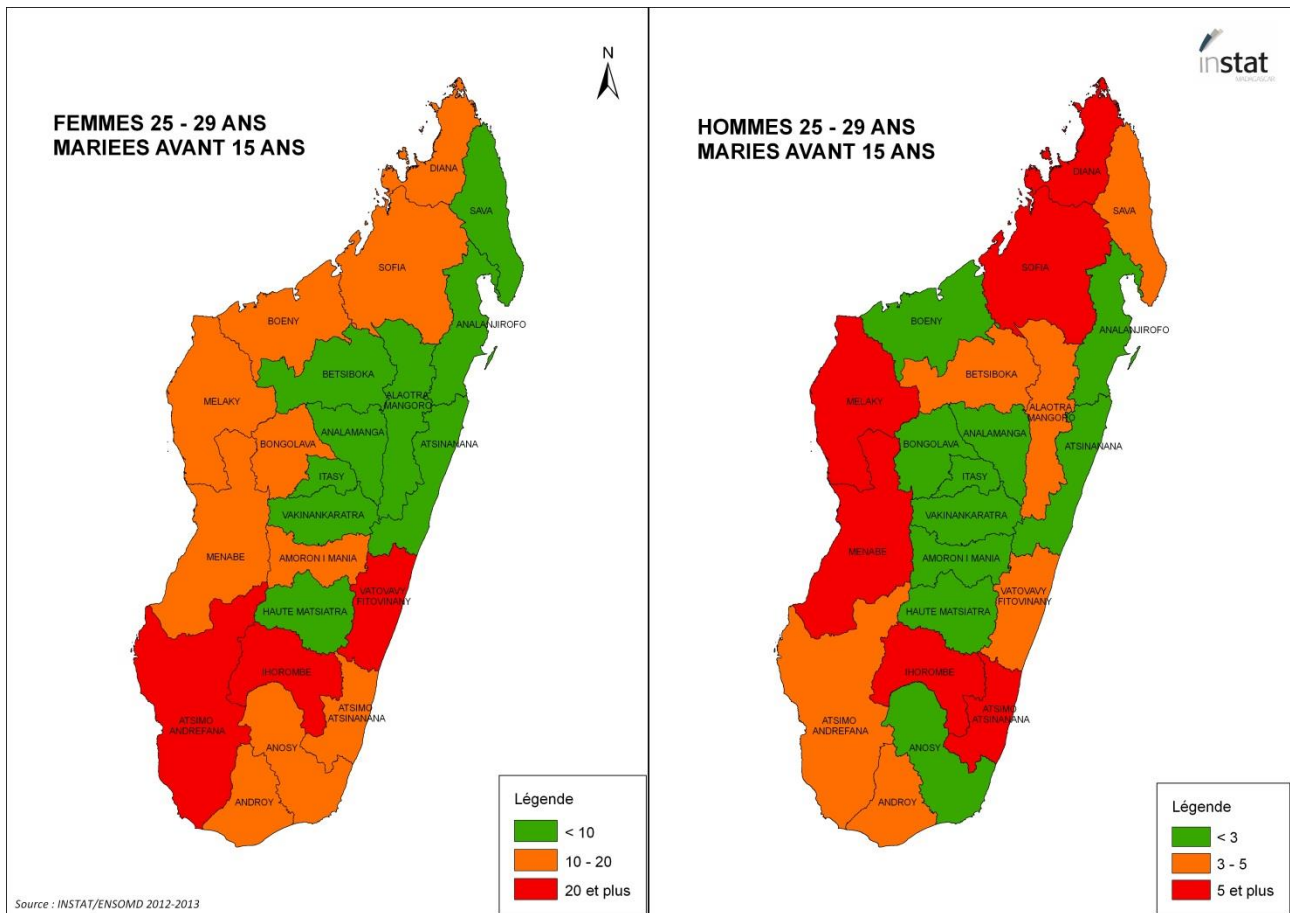 FEMMES 25 - 29 ANS
MARIEES AVANT 15 ANS
N
DIANA
SAVA
SOFIA
BOENY
ANALANJIROFO
BETSIBOKA
MELAKY
ALAOTRA
MANGORO
ANALAMANGA
ATSINANANA
BONGOLAVA
ITASY
VAKINANKARATRA
MENABE
AMORON I MANIA
VATOVAVY
FITOVINANY
HAUTE MATSIATRA
IHOROMBE
ATSIMO
ATSINANANA
ATSIMO
ANDREFANA
ANOSY
ANDROY
Légende
< 10
10 - 20
20 et plus
Source : INSTAT/ENSOMD 2012-2013
instat
MADAGASCAR
HOMMES 25 - 29 ANS
MARIES AVANT 15 ANS
DIANA
SAVA
SOFIA
BOENY
ANALANJIROFO
BETSIBOKA
MELAKY
ALAOTRA
MANGORO
ANALAMANGA
ATSINANANA
BONGOLAVA
ITASY
VAKINANKARATRA
MENABE
AMORON I MANIA
VATOVAVY
FITOVINANY
HAUTE MATSIATRA
IHOROMBE
ATSIMO
ATSINANANA
ATSIMO
ANDREFANA
ANOSY
ANDROY
Légende
< 3
3 - 5
5 et plus